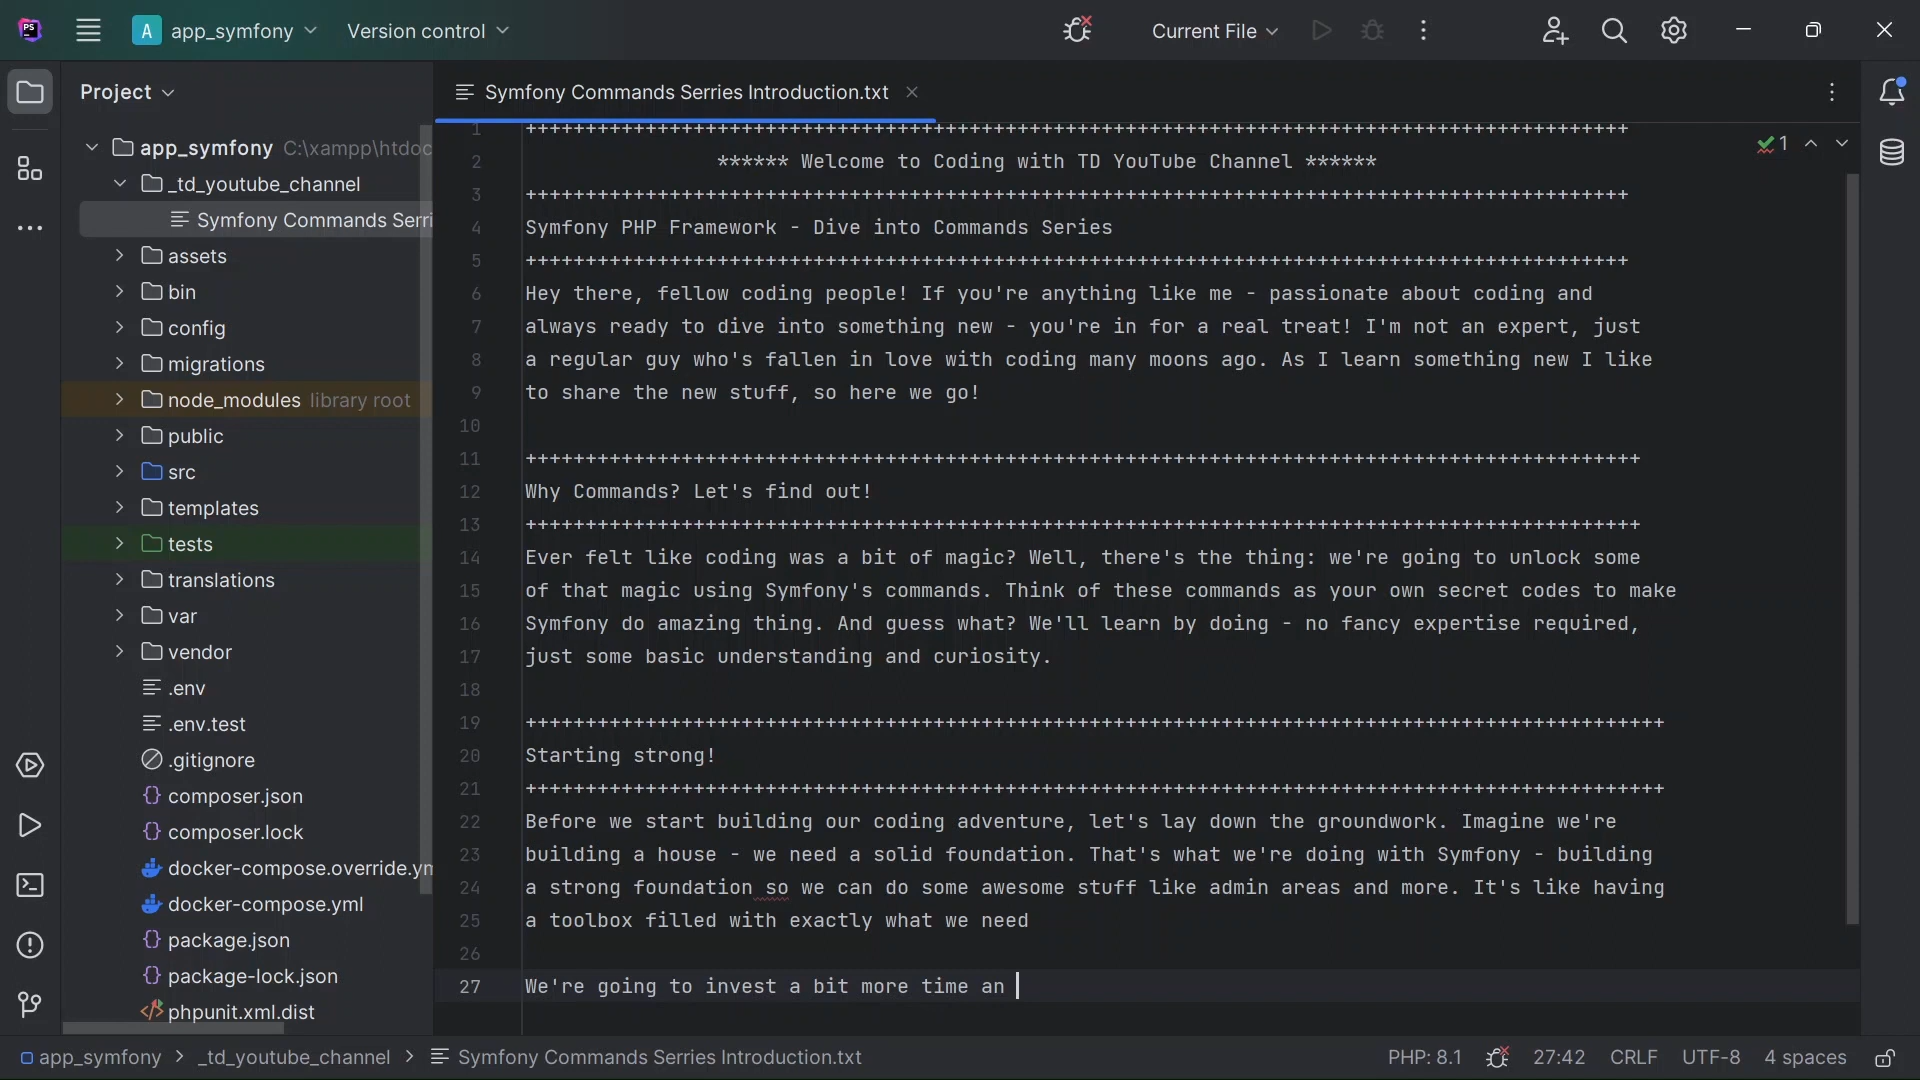 PS
A app_symfony
Version control
Current File
Project
Symfony Commands Serries Introduction.txt
app_symfony C:\xampp\htdoc
_td_youtube_channel
Symfony Commands Serri
assets
bin
config
migrations
node_modules library root
public
src
templates
tests
translations
var
vendor
.env
.env.test
.gitignore
composer.json
composer.lock
docker-compose.override.yn
docker-compose.yml
package.json
package-lock.json
phpunit.xml.dist
1
1 ++++++++++++++++++++++++++++++++++++++++++++++++++++++++++++++++++++++++++++++++++++++++++++
2 ****** Welcome to Coding with TD YouTube Channel ******
3 ++++++++++++++++++++++++++++++++++++++++++++++++++++++++++++++++++++++++++++++++++++++++++++
4 Symfony PHP Framework - Dive into Commands Series
5 ++++++++++++++++++++++++++++++++++++++++++++++++++++++++++++++++++++++++++++++++++++++++++++
6 Hey there, fellow coding people! If you're anything like me - passionate about coding and
7 always ready to dive into something new - you're in for a real treat! I'm not an expert, just
8 a regular guy who's fallen in love with coding many moons ago. As I learn something new I like
9 to share the new stuff, so here we go!
10
11 +++++++++++++++++++++++++++++++++++++++++++++++++++++++++++++++++++++++++++++++++++++++++++++
12 Why Commands? Let's find out!
13 +++++++++++++++++++++++++++++++++++++++++++++++++++++++++++++++++++++++++++++++++++++++++++++
14 Ever felt like coding was a bit of magic? Well, there's the thing: we're going to unlock some
15 of that magic using Symfony's commands. Think of these commands as your own secret codes to make
16 Symfony do amazing thing. And guess what? We'll learn by doing - no fancy expertise required,
17 just some basic understanding and curiosity.
18
19 +++++++++++++++++++++++++++++++++++++++++++++++++++++++++++++++++++++++++++++++++++++++++++++++
20 Starting strong!
21 +++++++++++++++++++++++++++++++++++++++++++++++++++++++++++++++++++++++++++++++++++++++++++++++
22 Before we start building our coding adventure, let's lay down the groundwork. Imagine we're
23 building a house - we need a solid foundation. That's what we're doing with Symfony - building
24 a strong foundation so we can do some awesome stuff like admin areas and more. It's like having
25 a toolbox filled with exactly what we need
26
27 We're going to invest a bit more time an
app_symfony > _td_youtube_channel > Symfony Commands Serries Introduction.txt
PHP: 8.1 27:42 CRLF UTF-8 4 spaces